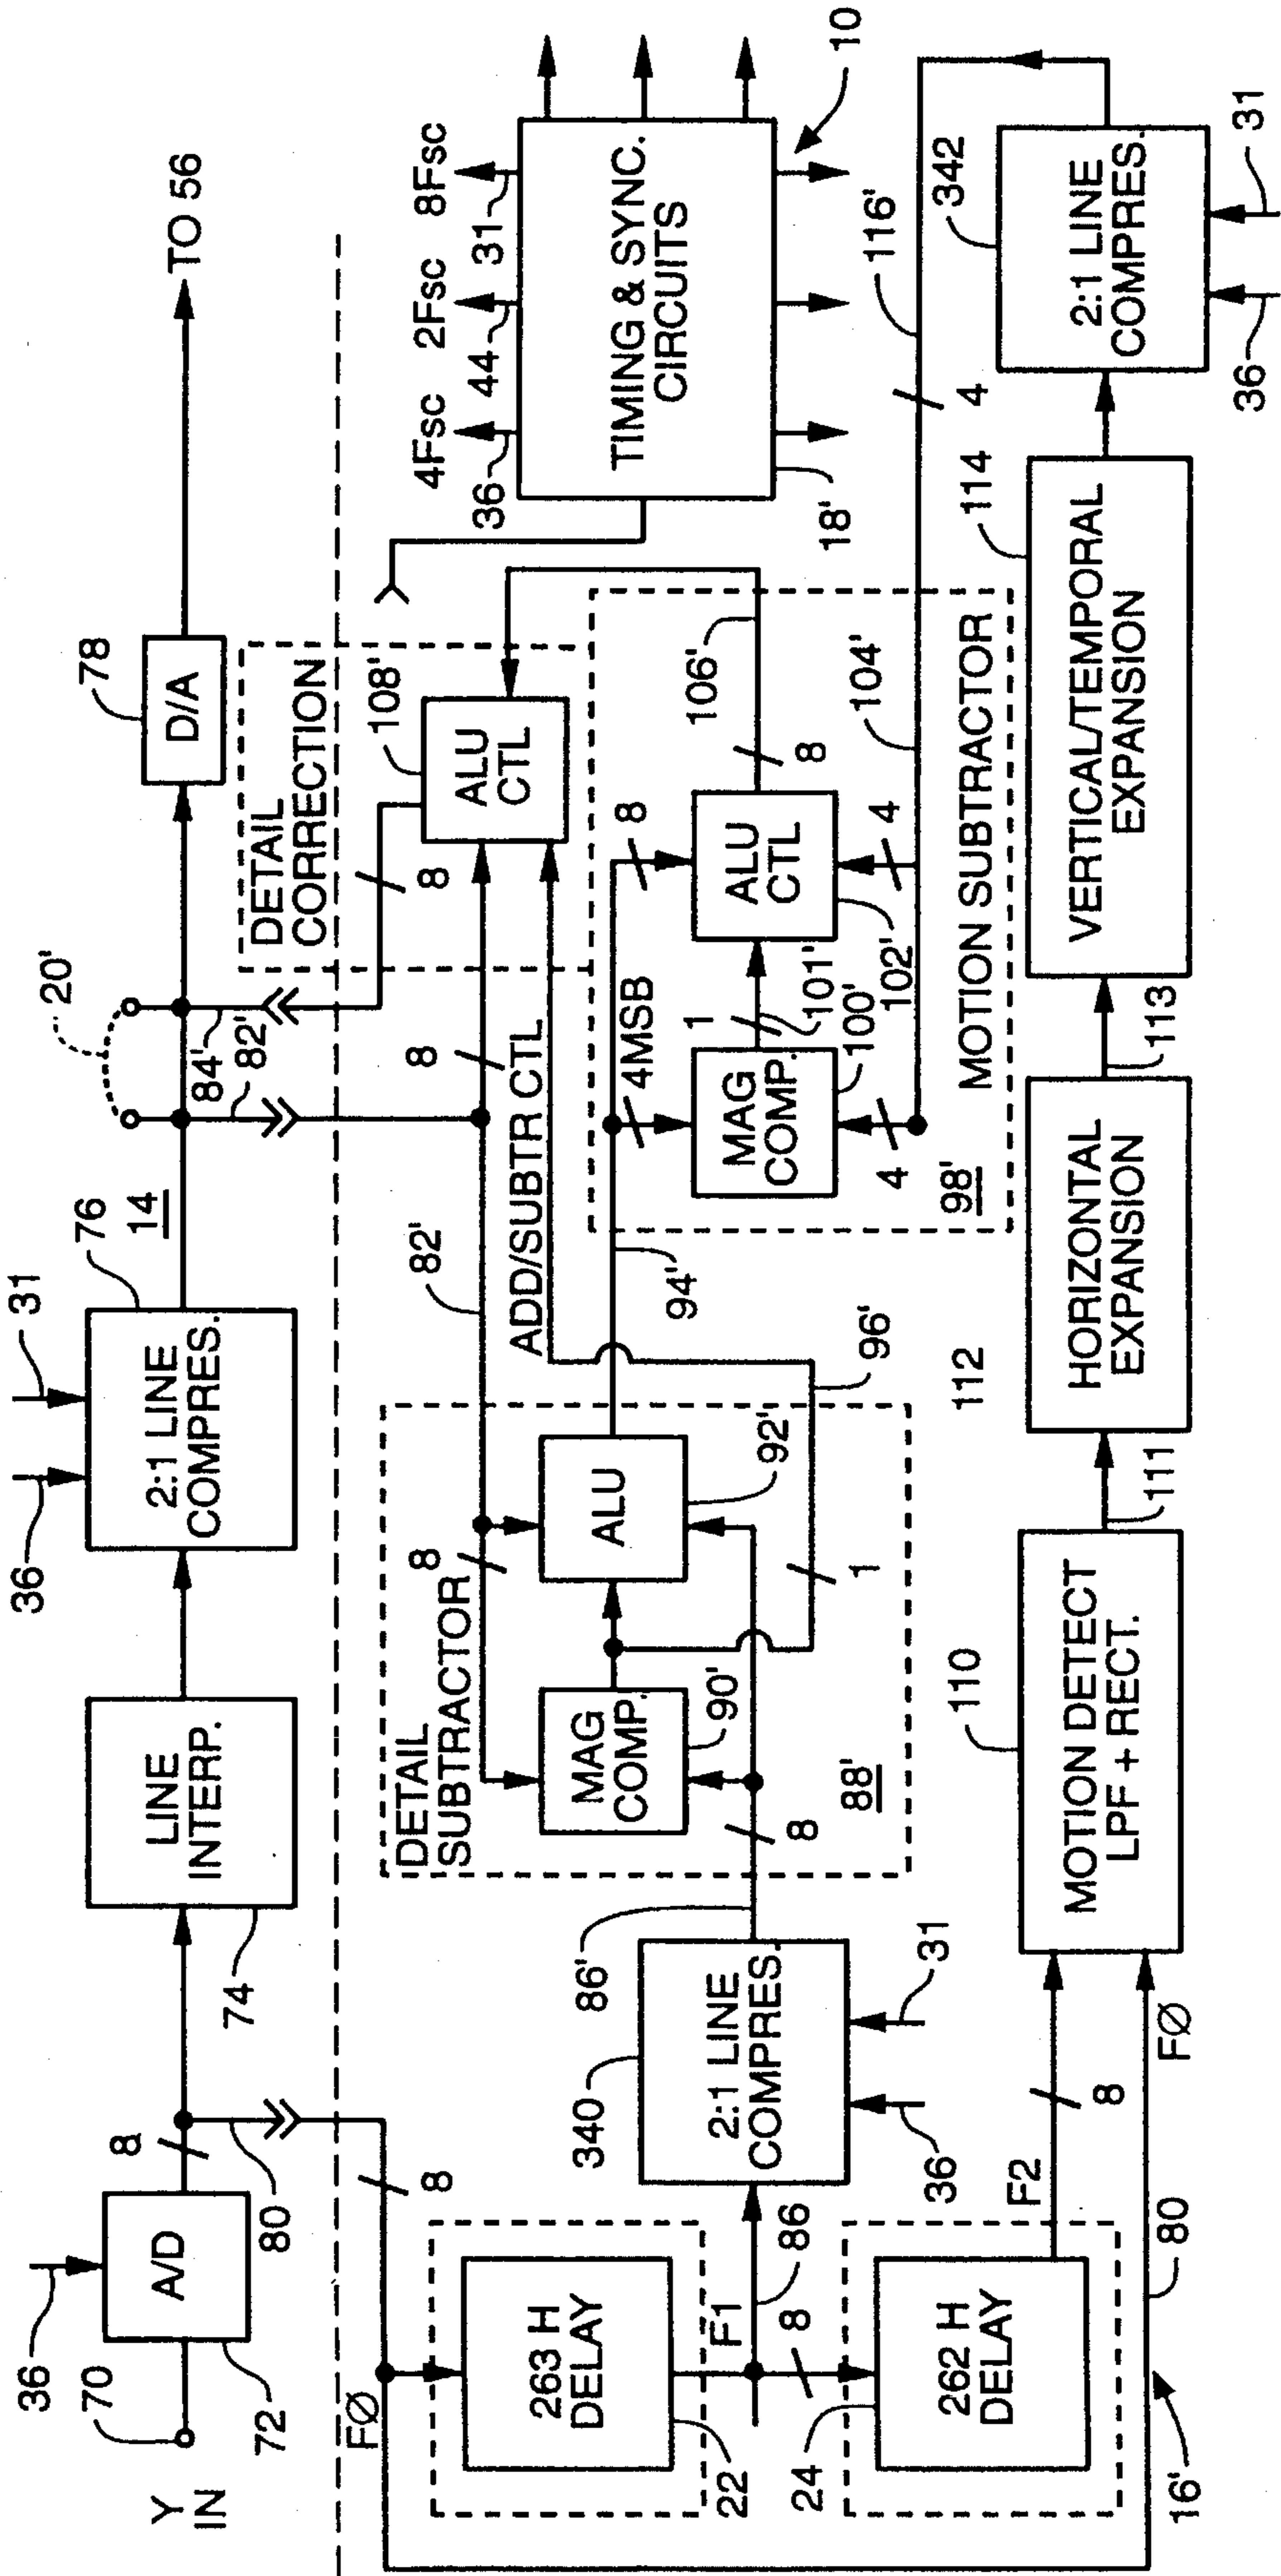 Y
IN
70
36
72
A/D
8
80
74
LINE
INTERP.
36
31
76
2:1 LINE
COMPRES.
14
20'
84'
82'
78
D/A
TO 56
DETAIL
CORRECTION
8
108'
ALU
CTL
82'
8
ADD/SUBTR CTL
4Fsc
2Fsc
8Fsc
36
44
31
TIMING & SYNC.
CIRCUITS
18'
10
FØ
8
263 H
DELAY
22
F1
86
8
24
262 H
DELAY
F2
8
80
FØ
16'
340
2:1 LINE
COMPRES.
36
31
86'
8
DETAIL
SUBTRACTOR
8
MAG
COMP.
90'
ALU
92'
88'
1
96'
94'
4MSB
8
MAG
COMP.
100'
1
101'
ALU
CTL
102'
4
4
8
106'
104'
98'
MOTION SUBTRACTOR
116'
4
110
MOTION DETECT
LPF + RECT.
111
112
HORIZONTAL
EXPANSION
113
114
VERTICAL/TEMPORAL
EXPANSION
342
2:1 LINE
COMPRES.
36
31